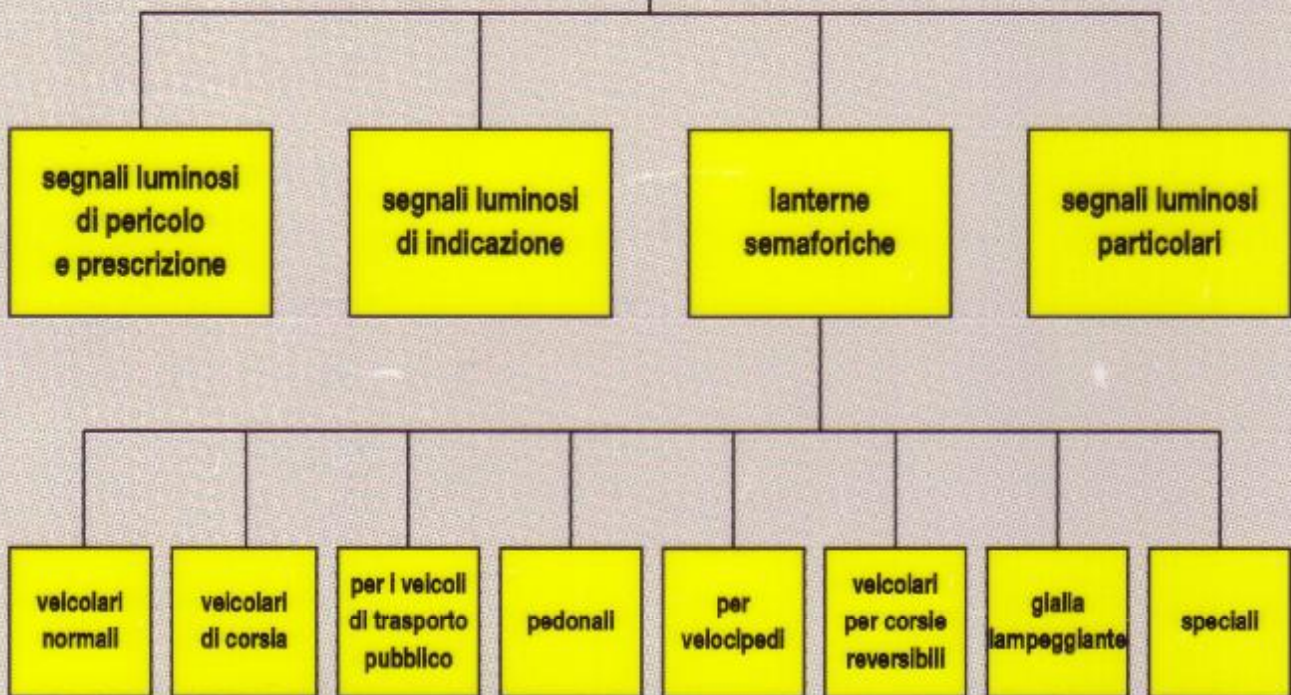 segnali luminosi
di pericolo
e prescrizione
segnali luminosi
di indicazione
lanterne
semaforiche
segnali luminosi
particolari
veicolari
normali
veicolari
di corsia
per i veicoli
di trasporto
pubblico
pedonali
per
velocipedi
veicolari
per corsie
reversibili
gialla
lampeggiante
speciali